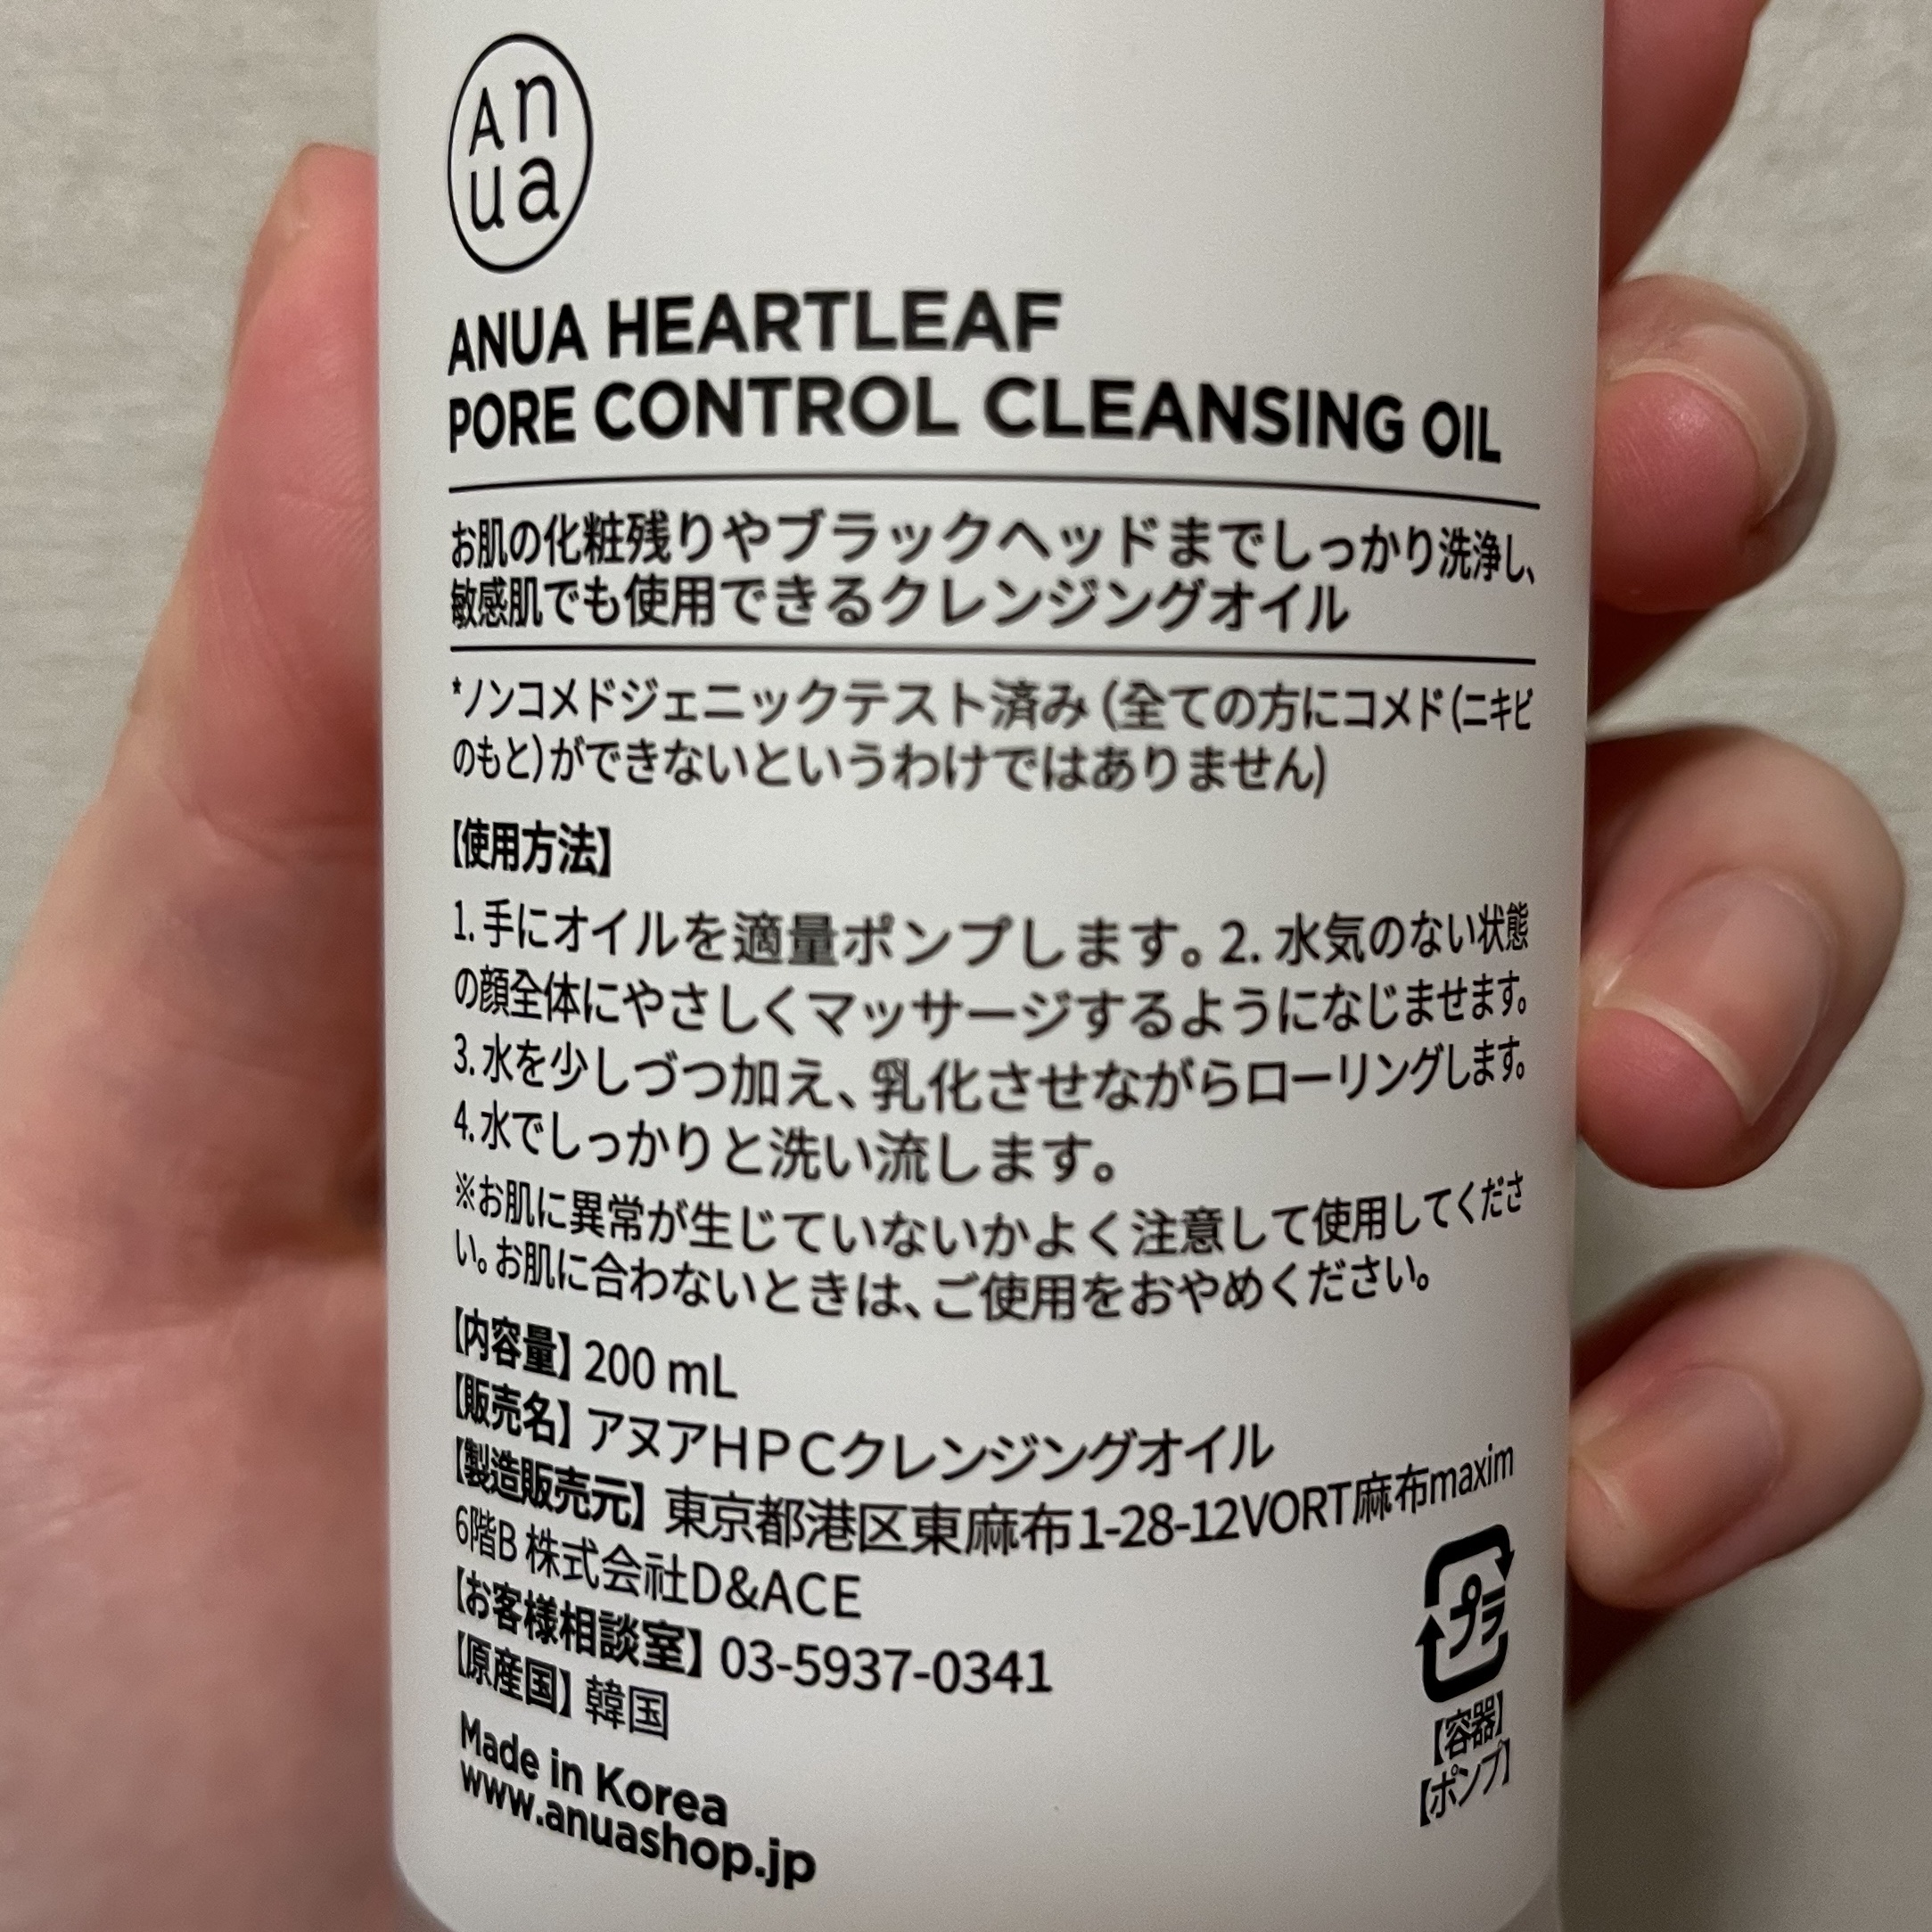 An
ua
ANUA HEARTLEAF
PORE CONTROL CLEANSING OIL
お肌の化粧残りやブラックヘッドまでしっかり洗浄し、
敏感肌でも使用できるクレンジングオイル
*ノンコメドジェニックテスト済み（全ての方にコメド(ニキビ
のもと)ができないというわけではありません)
【使用方法】
1. 手にオイルを適量ポンプします。2. 水気のない状態
の顔全体にやさしくマッサージするようになじませます。
3. 水を少しづつ加え、乳化させながらローリングします。
4. 水でしっかりと洗い流します。
※お肌に異常が生じていないかよく注意して使用してくださ
い。お肌に合わないときは、ご使用をおやめください。
【内容量】200 mL
【販売名】アヌアＨＰＣクレンジングオイル
【製造販売元】東京都港区東麻布1-28-12VORT麻布maxim
6階B 株式会社D&ACE
【お客様相談室】03-5937-0341
【原産国】韓国
Made in Korea
www.anuashop.jp
プラ
【容器】
【ポンプ】